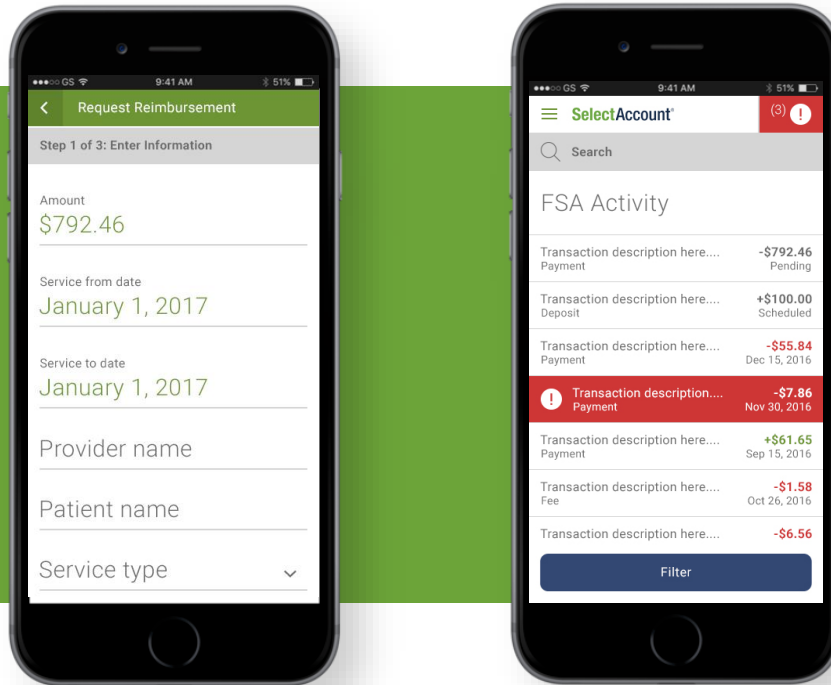 ●●●○○ GS 9:41 AM 51%
Request Reimbursement
Step 1 of 3: Enter Information
Amount
$792.46
Service from date
January 1, 2017
Service to date
January 1, 2017
Provider name
Patient name
Service type
●●●○○ GS 9:41 AM 51%
SelectAccount® (3) !
Search
FSA Activity
Transaction description here.... -$792.46
Payment Pending
Transaction description here.... +$100.00
Deposit Scheduled
Transaction description here.... -$55.84
Payment Dec 15, 2016
! Transaction description.... -$7.86
Payment Nov 30, 2016
Transaction description here.... +$61.65
Payment Sep 15, 2016
Transaction description here.... -$1.58
Fee Oct 26, 2016
Transaction description here.... -$6.56
Filter